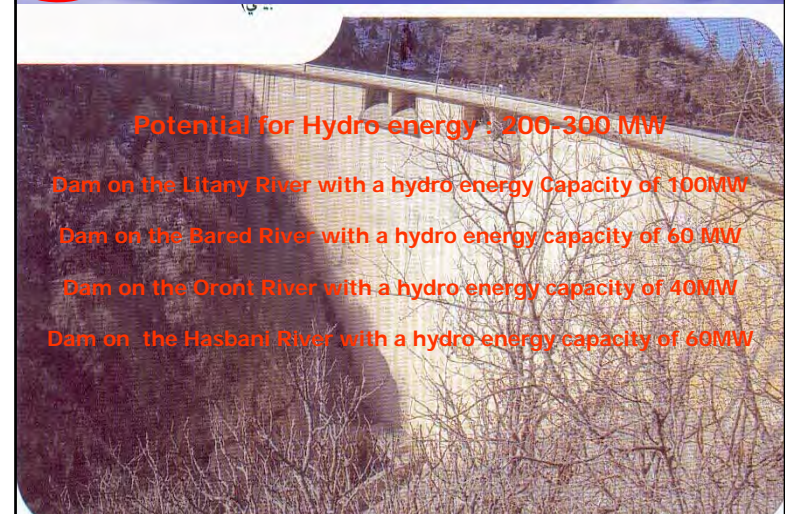 Potential for Hydro energy : 200-300 MW
Dam on the Litany River with a hydro energy Capacity of 100MW
Dam on the Bared River with a hydro energy capacity of 60 MW
Dam on the Oront River with a hydro energy capacity of 40MW
Dam on the Hasbani River with a hydro energy capacity of 60MW